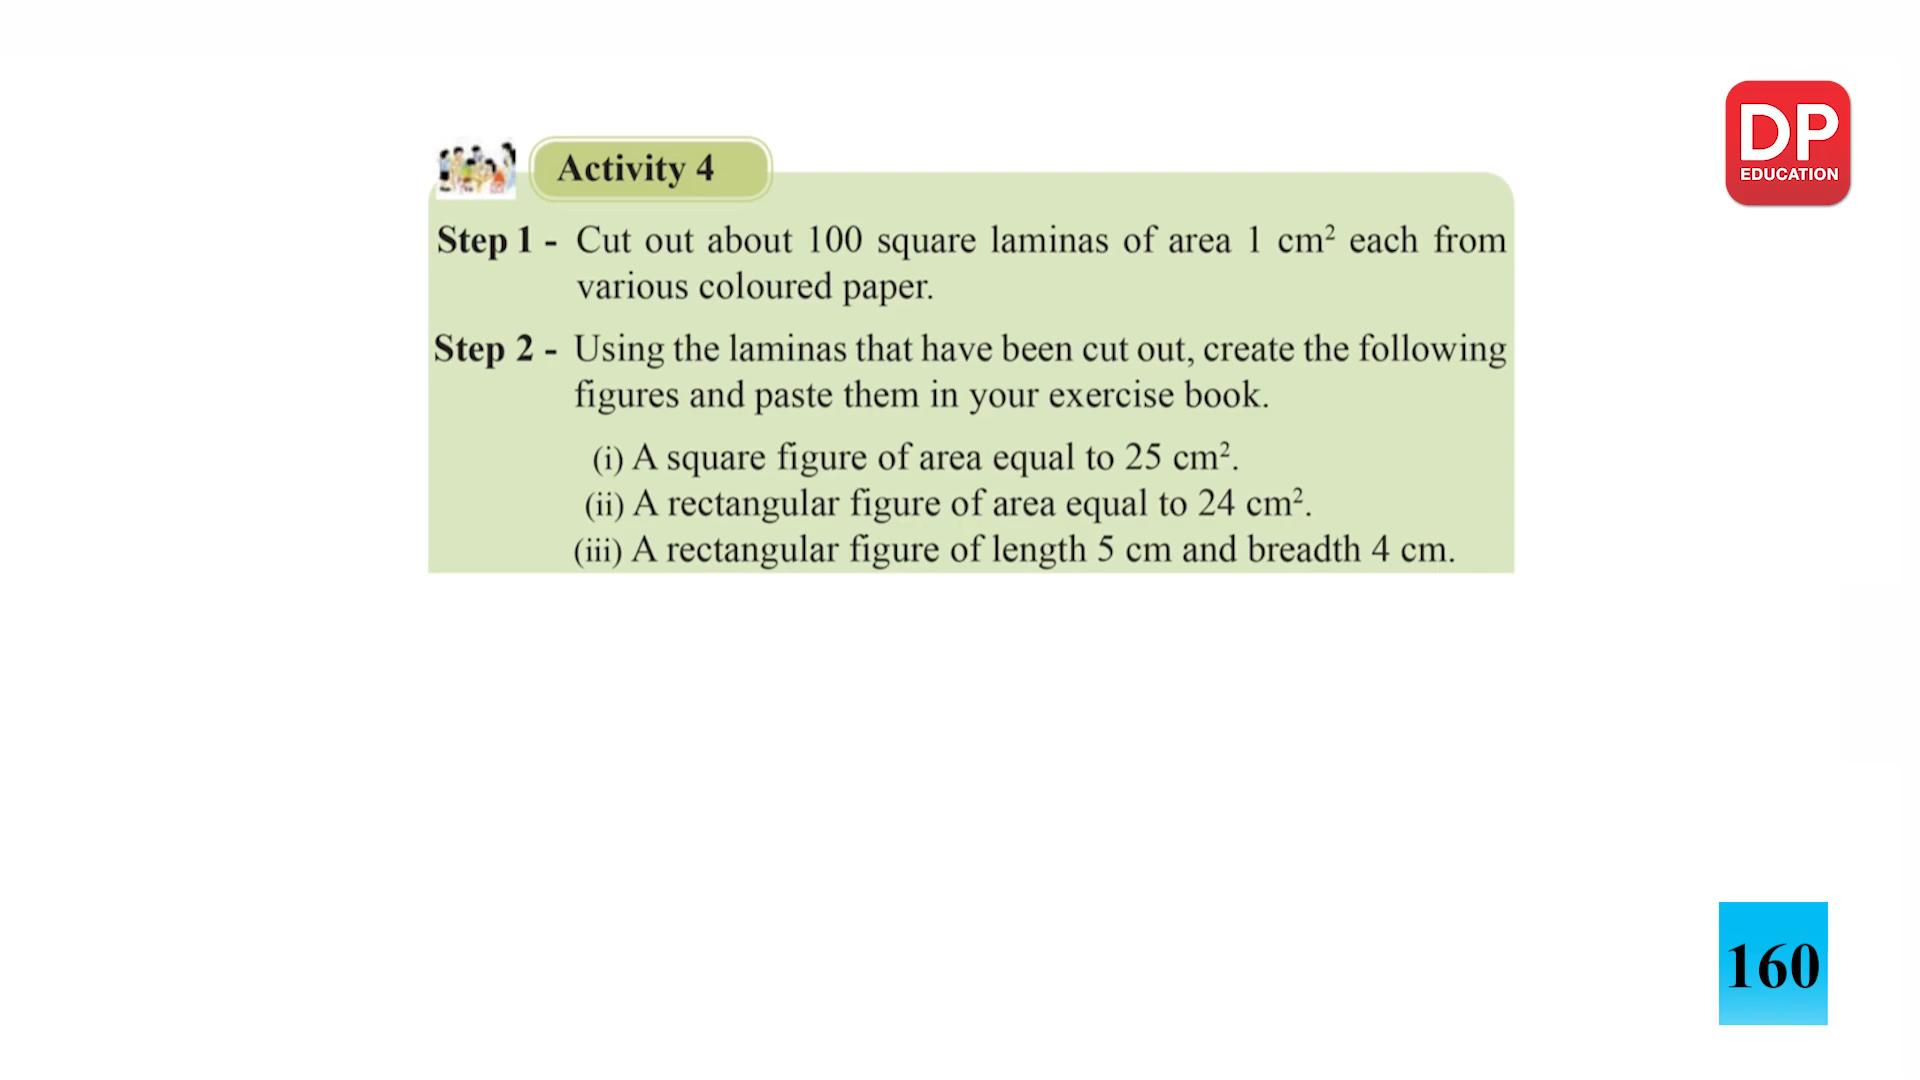 DP
EDUCATION
Activity 4
Step 1 - Cut out about 100 square laminas of area 1 cm² each from
various coloured paper.
Step 2 - Using the laminas that have been cut out, create the following
figures and paste them in your exercise book.
(i) A square figure of area equal to 25 cm².
(ii) A rectangular figure of area equal to 24 cm².
(iii) A rectangular figure of length 5 cm and breadth 4 cm.
160